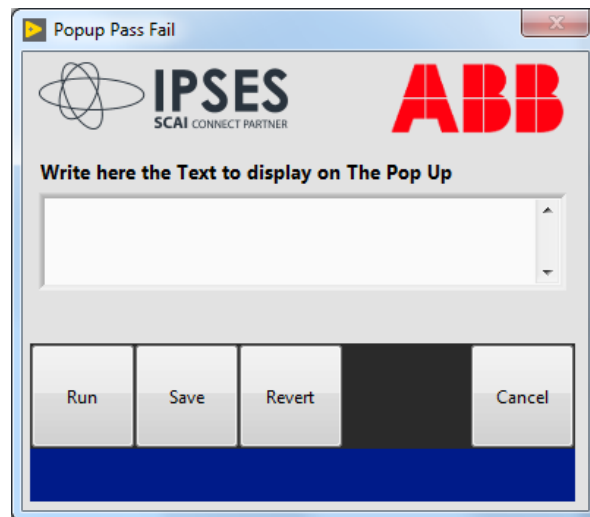 Popup Pass Fail
IPSES
SCAI CONNECT PARTNER
ABB
Write here the Text to display on The Pop Up
Run Save Revert Cancel